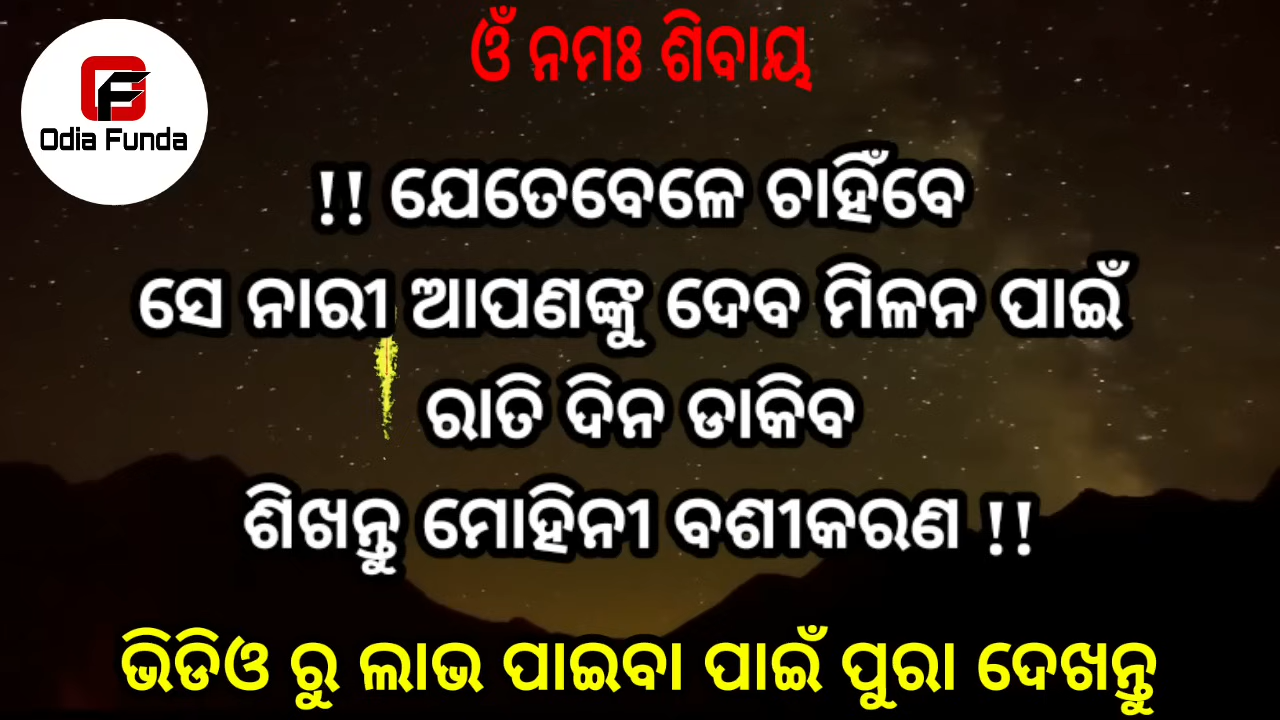 ଓଁ ନମଃ ଶିବାୟ
Odia Funda
!! ଯେତେବେଳେ ଚାହିଁବେ
ସେ ନାରୀ ଆପଣଙ୍କୁ ଦେବ ମିଳନ ପାଇଁ
ରାତି ଦିନ ଡାକିବ
ଶିଖନ୍ତୁ ମୋହିନୀ ବଶୀକରଣ !!
ଭିଡିଓ ରୁ ଲାଭ ପାଇବା ପାଇଁ ପୁରା ଦେଖନ୍ତୁ